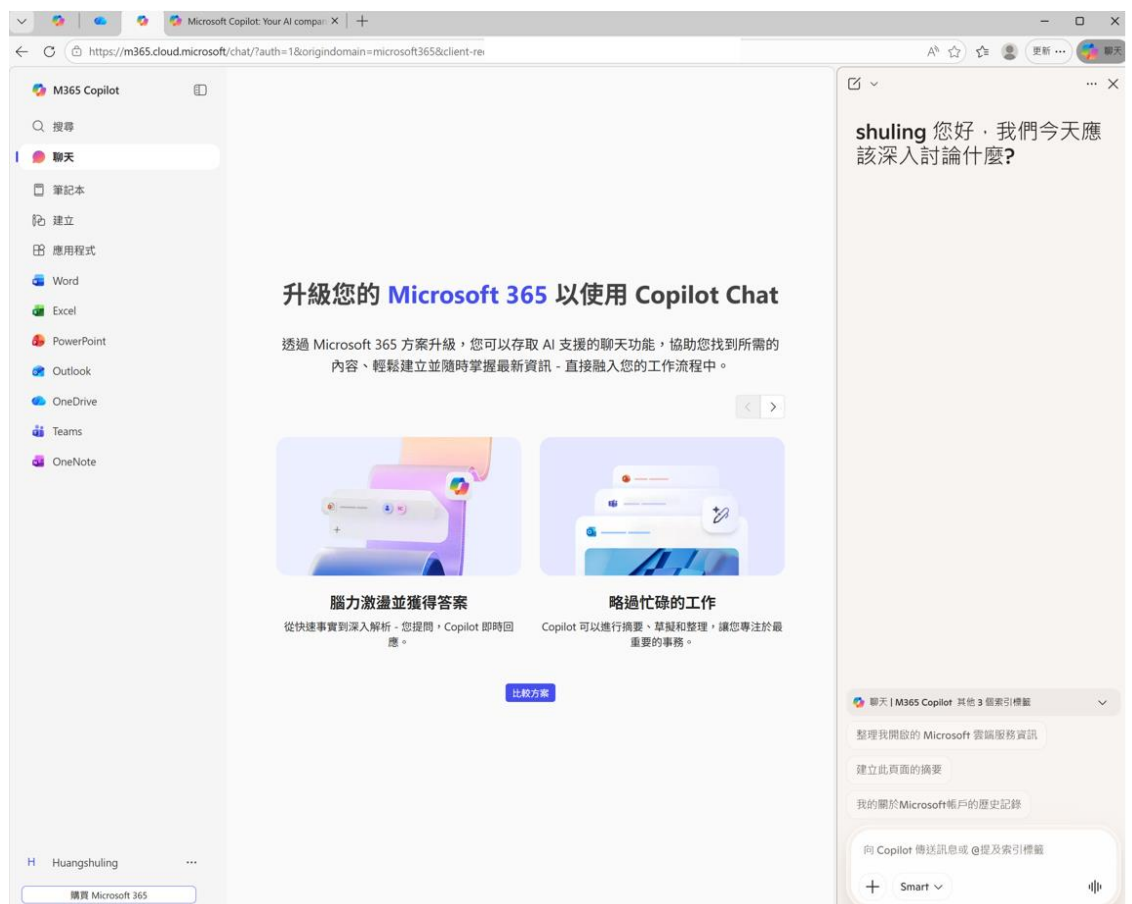 Microsoft Copilot: Your AI compan
https://m365.cloud.microsoft/chat/?auth=1&origindomain=microsoft365&client-re
更新
聊天
M365 Copilot
搜尋
聊天
筆記本
建立
應用程式
Word
Excel
PowerPoint
Outlook
OneDrive
Teams
OneNote
Huangshuling
購買 Microsoft 365
升級您的 Microsoft 365 以使用 Copilot Chat
透過 Microsoft 365 方案升級，您可以存取 AI 支援的聊天功能，協助您找到所需的
內容、輕鬆建立並隨時掌握最新資訊 - 直接融入您的工作流程中。
腦力激盪並獲得答案
從快速事實到深入解析 - 您提問，Copilot 即時回
應。
略過忙碌的工作
Copilot 可以進行摘要、草擬和整理，讓您專注於最
重要的事務。
比較方案
shuling 您好，我們今天應
該深入討論什麼?
聊天 | M365 Copilot 其他 3 個索引標籤
整理我開啟的 Microsoft 雲端服務資訊
建立此頁面的摘要
我的關於Microsoft帳戶的歷史記錄
向 Copilot 傳送訊息或 @提及索引標籤
Smart